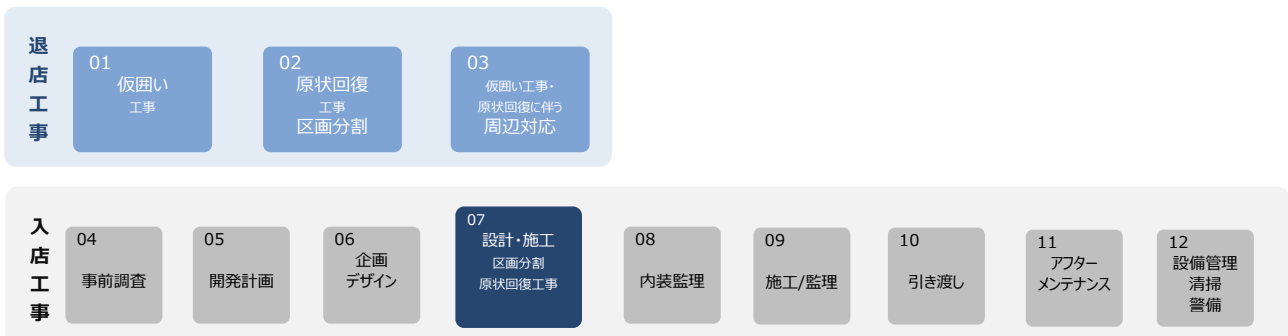 退店工事
01
仮囲い
工事
02
原状回復
工事
区画分割
03
仮囲い工事・
原状回復に伴う
周辺対応
入店工事
04
事前調査
05
開発計画
06
企画
デザイン
07
設計・施工
区画分割
原状回復工事
08
内装監理
09
施工/監理
10
引き渡し
11
アフター
メンテナンス
12
設備管理
清掃
警備